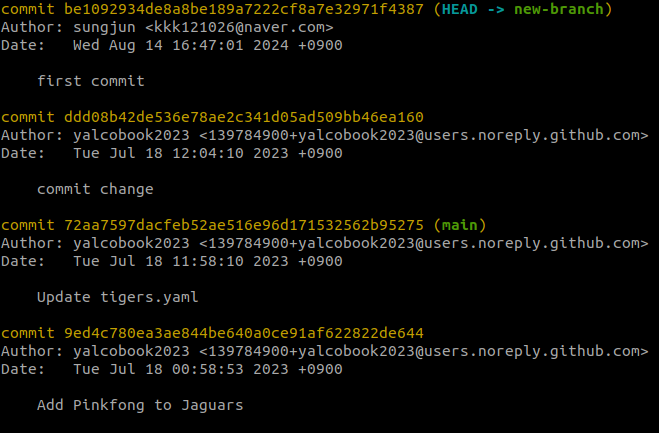 commit be1092934de8a8be189a7222cf8a7e32971f4387 (HEAD -> new-branch)
Author: sungjun <kkk121026@naver.com>
Date:   Wed Aug 14 16:47:01 2024 +0900
first commit
commit ddd08b42de536e78ae2c341d05ad509bb46ea160
Author: yalcobook2023 <139784900+yalcobook2023@users.noreply.github.com>
Date:   Tue Jul 18 12:04:10 2023 +0900
commit change
commit 72aa7597dacfeb52ae516e96d171532562b95275 (main)
Author: yalcobook2023 <139784900+yalcobook2023@users.noreply.github.com>
Date:   Tue Jul 18 11:58:10 2023 +0900
Update tigers.yaml
commit 9ed4c780ea3ae844be640a0ce91af622822de644
Author: yalcobook2023 <139784900+yalcobook2023@users.noreply.github.com>
Date:   Tue Jul 18 00:58:53 2023 +0900
Add Pinkfong to Jaguars